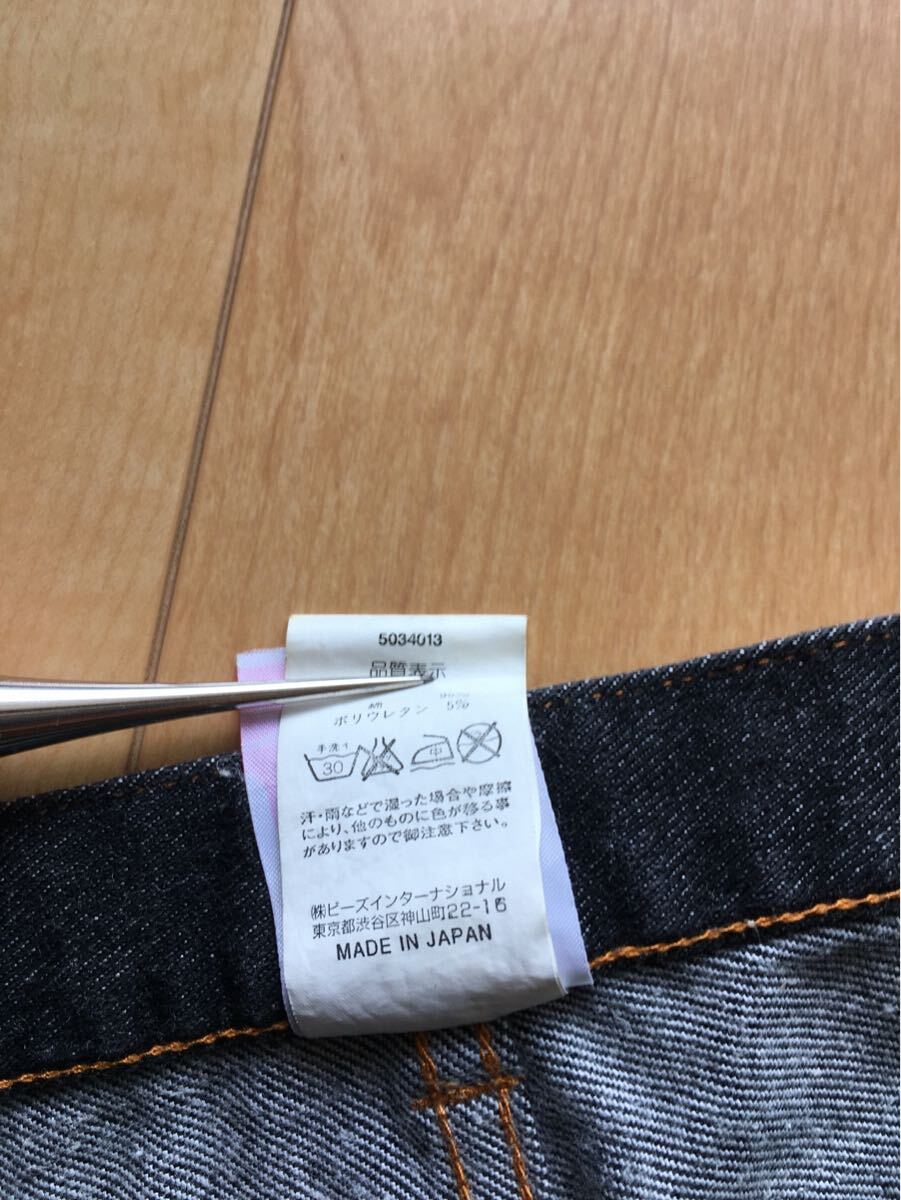 5034013
品質表示
綿
ポリウレタン 5%
手洗イ
30
中
汗・雨などで湿った場合や摩擦
により、他のものに色が移る事
がありますので御注意下さい。
㈱ビーズインターナショナル
東京都渋谷区神山町22-16
MADE IN JAPAN